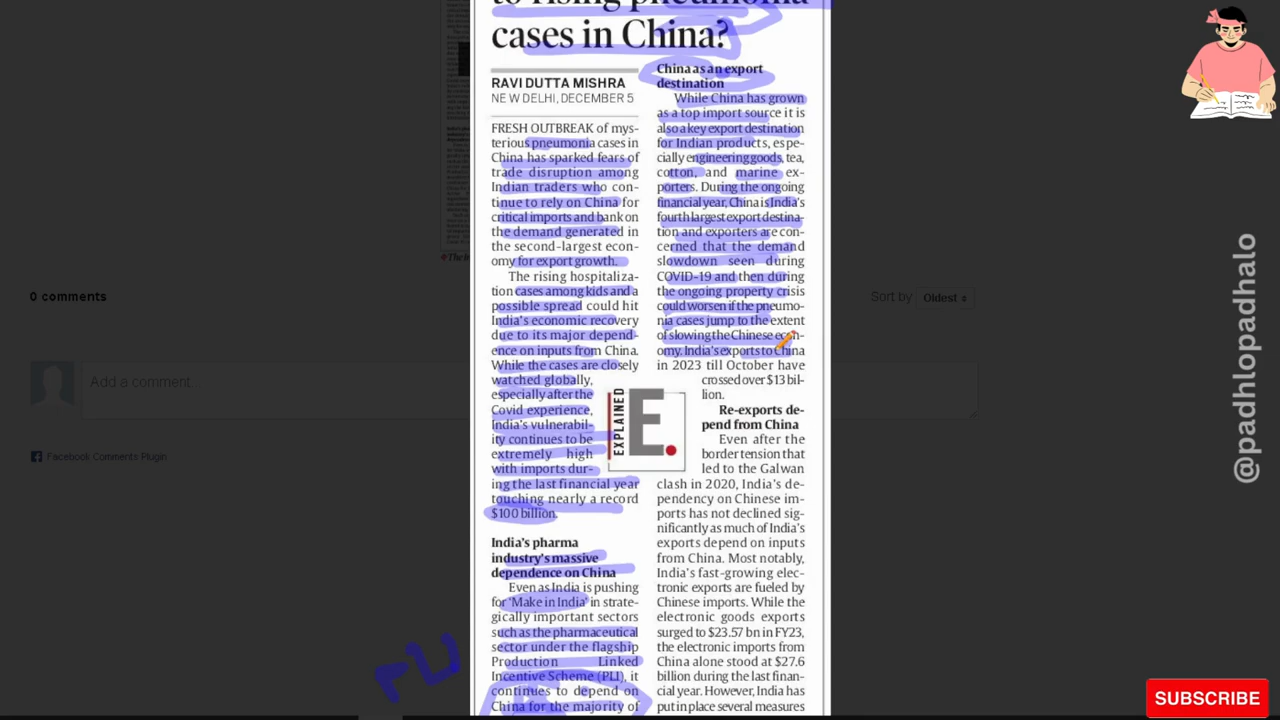 to rising pneumonia
cases in China?
RAVI DUTTA MISHRA
NEW DELHI, DECEMBER 5
FRESH OUTBREAK of mys-
terious pneumonia cases in
China has sparked fears of
trade disruption among
Indian traders who con-
tinue to rely on China for
critical imports and bank on
the demand generated in
the second-largest econ-
omy for export growth.
The rising hospitaliza-
tion cases among kids and a
possible spread could hit
India's economic recovery
due to its major depend-
ence on inputs from China.
While the cases are closely
watched globally,
especially after the
Covid experience,
India's vulnerabil-
ity continues to be
extremely high
with imports dur-
ing the last financial year
touching nearly a record
$100 billion.
India's pharma
industry's massive
dependence on China
Even as India is pushing
for 'Make in India' in strate-
gically important sectors
such as the pharmaceutical
sector under the flagship
Production Linked
Incentive Scheme (PLI), it
continues to depend on
China for the majority of
EXPLAINED
E.
China as an export
destination
While China has grown
as a top import source it is
also a key export destination
for Indian products, espe-
cially engineering goods, tea,
cotton, and marine ex-
porters. During the ongoing
financial year, China is India's
fourth largest export destina-
tion and exporters are con-
cerned that the demand
slowdown seen during
COVID-19 and then during
the ongoing property crisis
could worsen if the pneumo-
nia cases jump to the extent
of slowing the Chinese econ-
omy. India's exports to China
in 2023 till October have
crossed over $13 bil-
lion.
Re-exports de-
pend from China
Even after the
border tension that
led to the Galwan
clash in 2020, India's de-
pendency on Chinese im-
ports has not declined sig-
nificantly as much of India's
exports depend on inputs
from China. Most notably,
India's fast-growing elec-
tronic exports are fueled by
Chinese imports. While the
electronic goods exports
surged to $23.57 bn in FY23,
the electronic imports from
China alone stood at $27.6
billion during the last finan-
cial year. However, India has
put in place several measures
0 comments
Sort by Oldest
Add a comment...
Facebook Comments Plugin
PLI
@padhlopadhalo
SUBSCRIBE